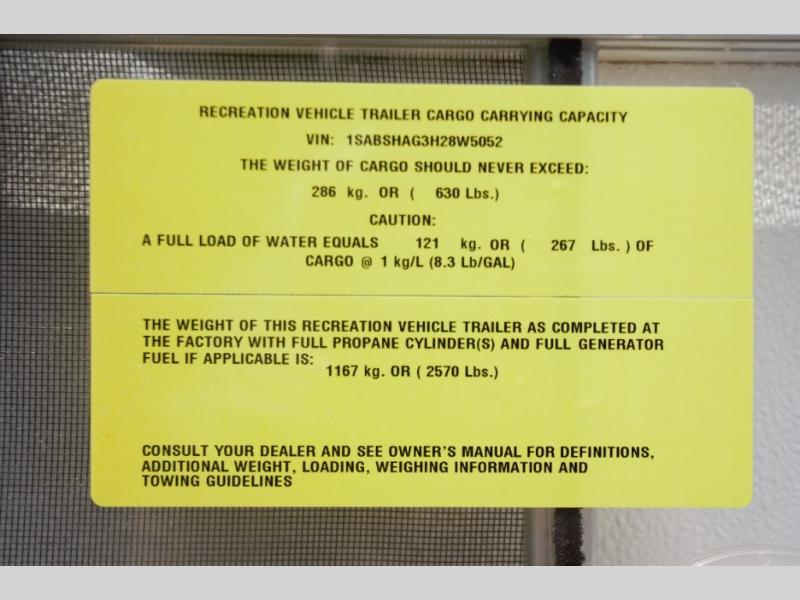 RECREATION VEHICLE TRAILER CARGO CARRYING CAPACITY
VIN: 1SABSHAG3H28W5052
THE WEIGHT OF CARGO SHOULD NEVER EXCEED:
286 kg. OR ( 630 Lbs.)
CAUTION:
A FULL LOAD OF WATER EQUALS 121 kg. OR ( 267 Lbs. ) OF
CARGO @ 1 kg/L (8.3 Lb/GAL)
THE WEIGHT OF THIS RECREATION VEHICLE TRAILER AS COMPLETED AT
THE FACTORY WITH FULL PROPANE CYLINDER(S) AND FULL GENERATOR
FUEL IF APPLICABLE IS:
1167 kg. OR ( 2570 Lbs.)
CONSULT YOUR DEALER AND SEE OWNER'S MANUAL FOR DEFINITIONS,
ADDITIONAL WEIGHT, LOADING, WEIGHING INFORMATION AND
TOWING GUIDELINES